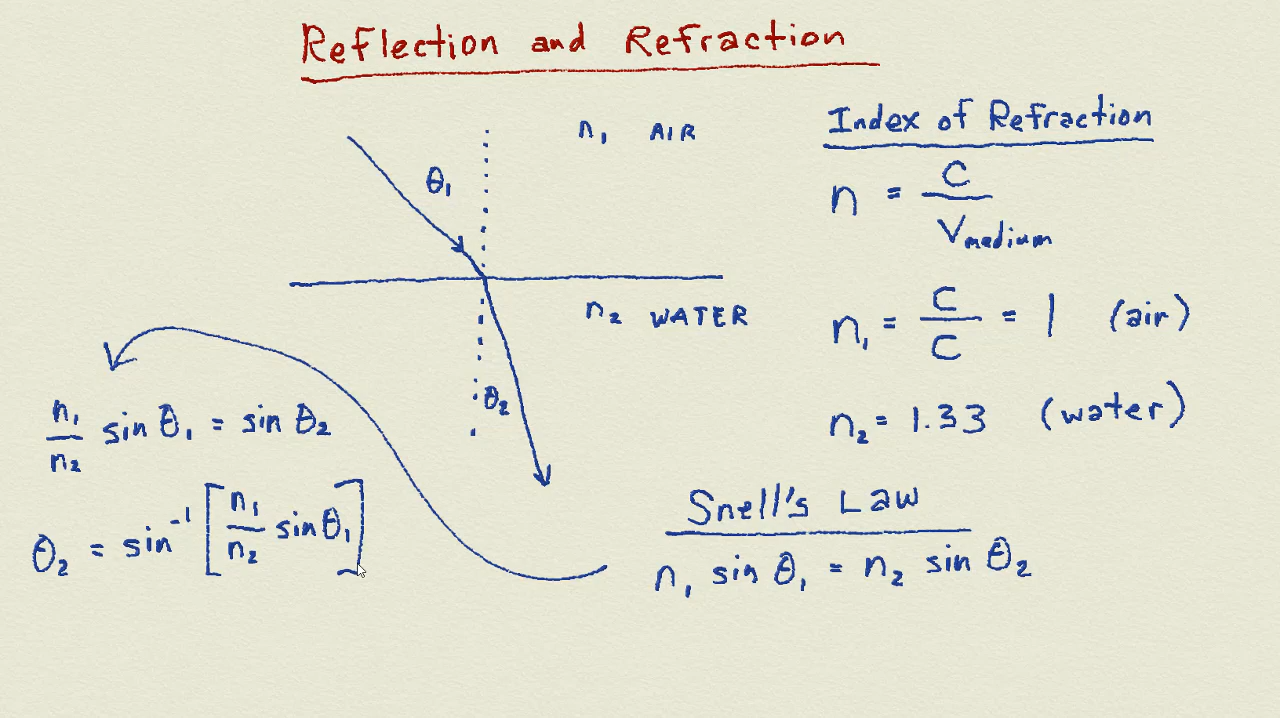 Reflection and Refraction
n₁ AIR
θ₁
n₂ WATER
θ₂
Index of Refraction
n = C / Vmedium
n₁ = C / C = 1 (air)
n₂ = 1.33 (water)
Snell's Law
n₁ sin θ₁ = n₂ sin θ₂
n₁ / n₂ sin θ₁ = sin θ₂
θ₂ = sin⁻¹ [n₁ / n₂ sin θ₁]